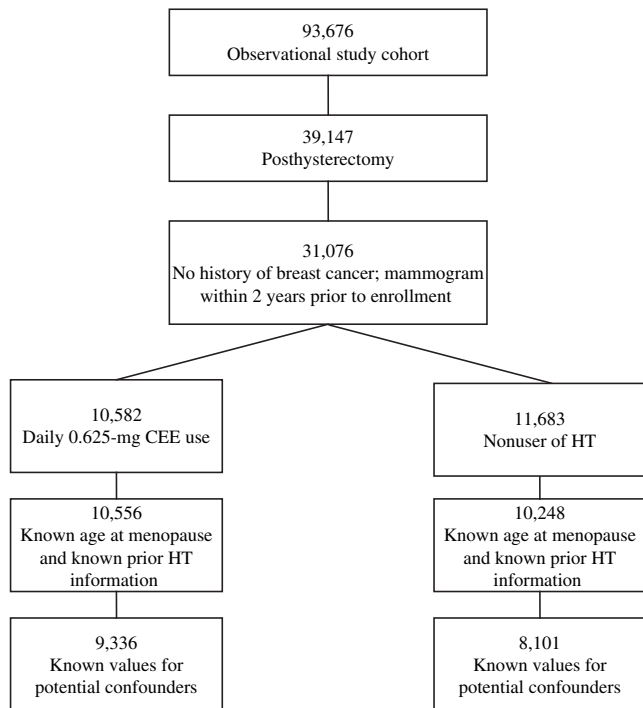 93,676
Observational study cohort
39,147
Posthysterectomy
31,076
No history of breast cancer; mammogram
within 2 years prior to enrollment
10,582
Daily 0.625-mg CEE use
11,683
Nonuser of HT
10,556
Known age at menopause
and known prior HT
information
10,248
Known age at menopause
and known prior HT
information
9,336
Known values for
potential confounders
8,101
Known values for
potential confounders